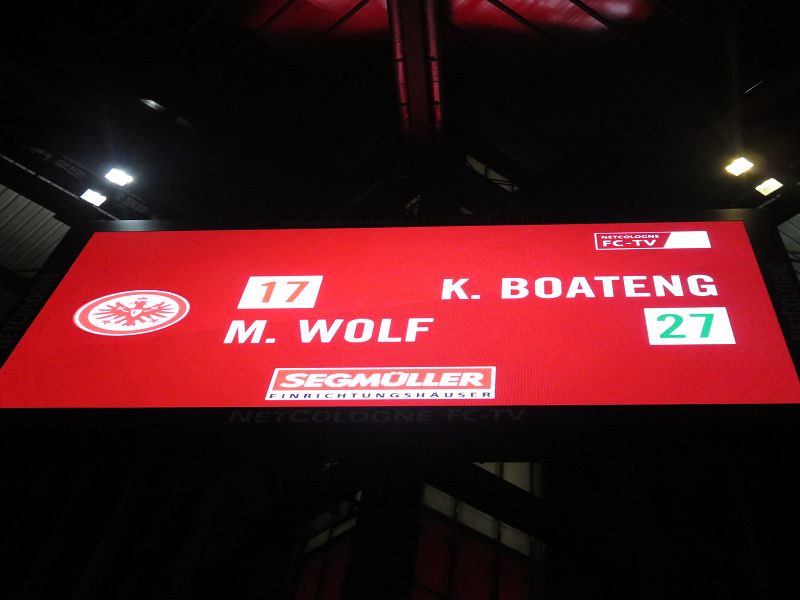 NETCOLOGNE
FC-TV
17
K. BOATENG
M. WOLF
27
SEGMÜLLER
EINRICHTUNGSHÄUSER
NETCOLOGNE FC-TV